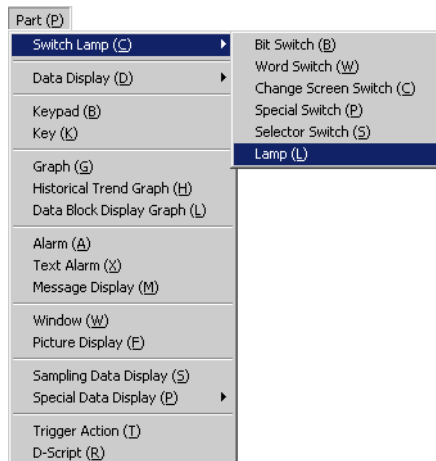 Part (P)
Switch Lamp (C)
Data Display (D)
Keypad (B)
Key (K)
Graph (G)
Historical Trend Graph (H)
Data Block Display Graph (L)
Alarm (A)
Text Alarm (X)
Message Display (M)
Window (W)
Picture Display (F)
Sampling Data Display (S)
Special Data Display (P)
Trigger Action (T)
D-Script (R)
Bit Switch (B)
Word Switch (W)
Change Screen Switch (C)
Special Switch (P)
Selector Switch (S)
Lamp (L)